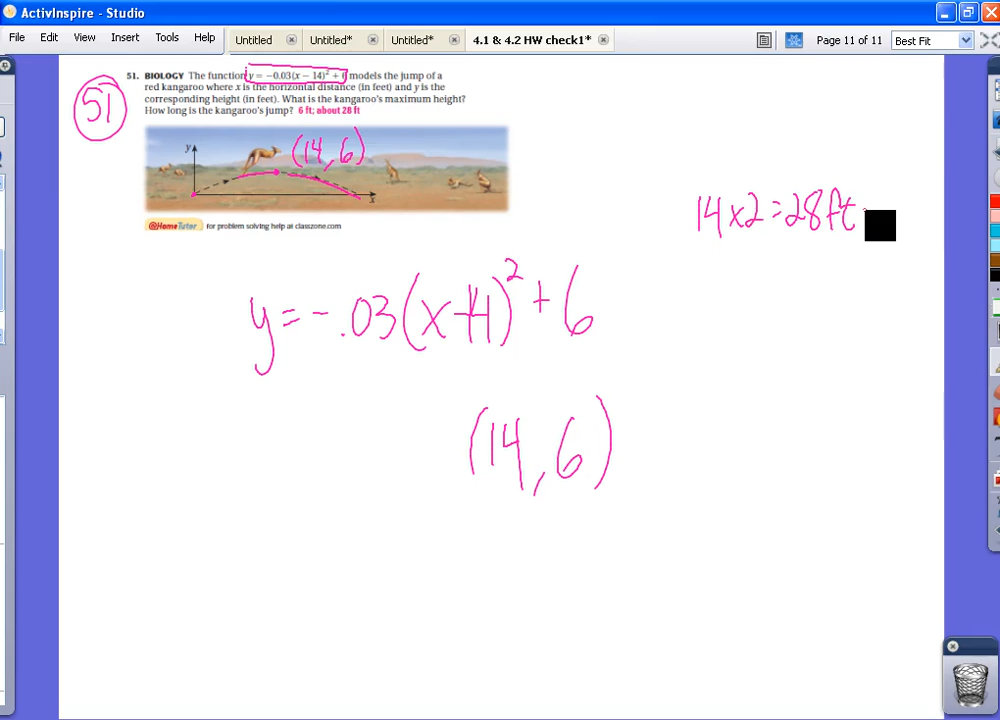 ActivInspire - Studio
File Edit View Insert Tools Help Untitled Untitled* Untitled* 4.1 & 4.2 HW check1* Page 11 of 11 Best Fit
51
51. BIOLOGY The function y = −0.03(x − 14)² + 6 models the jump of a
red kangaroo where x is the horizontal distance (in feet) and y is the
corresponding height (in feet). What is the kangaroo's maximum height?
How long is the kangaroo's jump? 6 ft; about 28 ft
(14, 6)
y
x
@HomeTutor for problem solving help at classzone.com
14x2=28ft
y = -.03(x-14)² + 6
(14, 6)